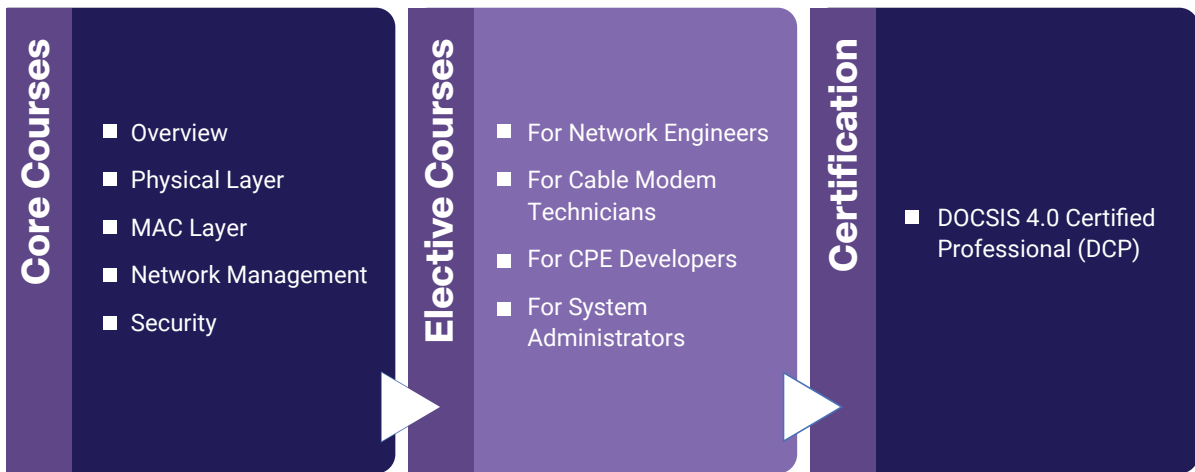 Core Courses
Overview
Physical Layer
MAC Layer
Network Management
Security
Elective Courses
For Network Engineers
For Cable Modem
Technicians
For CPE Developers
For System
Administrators
Certification
DOCSIS 4.0 Certified
Professional (DCP)